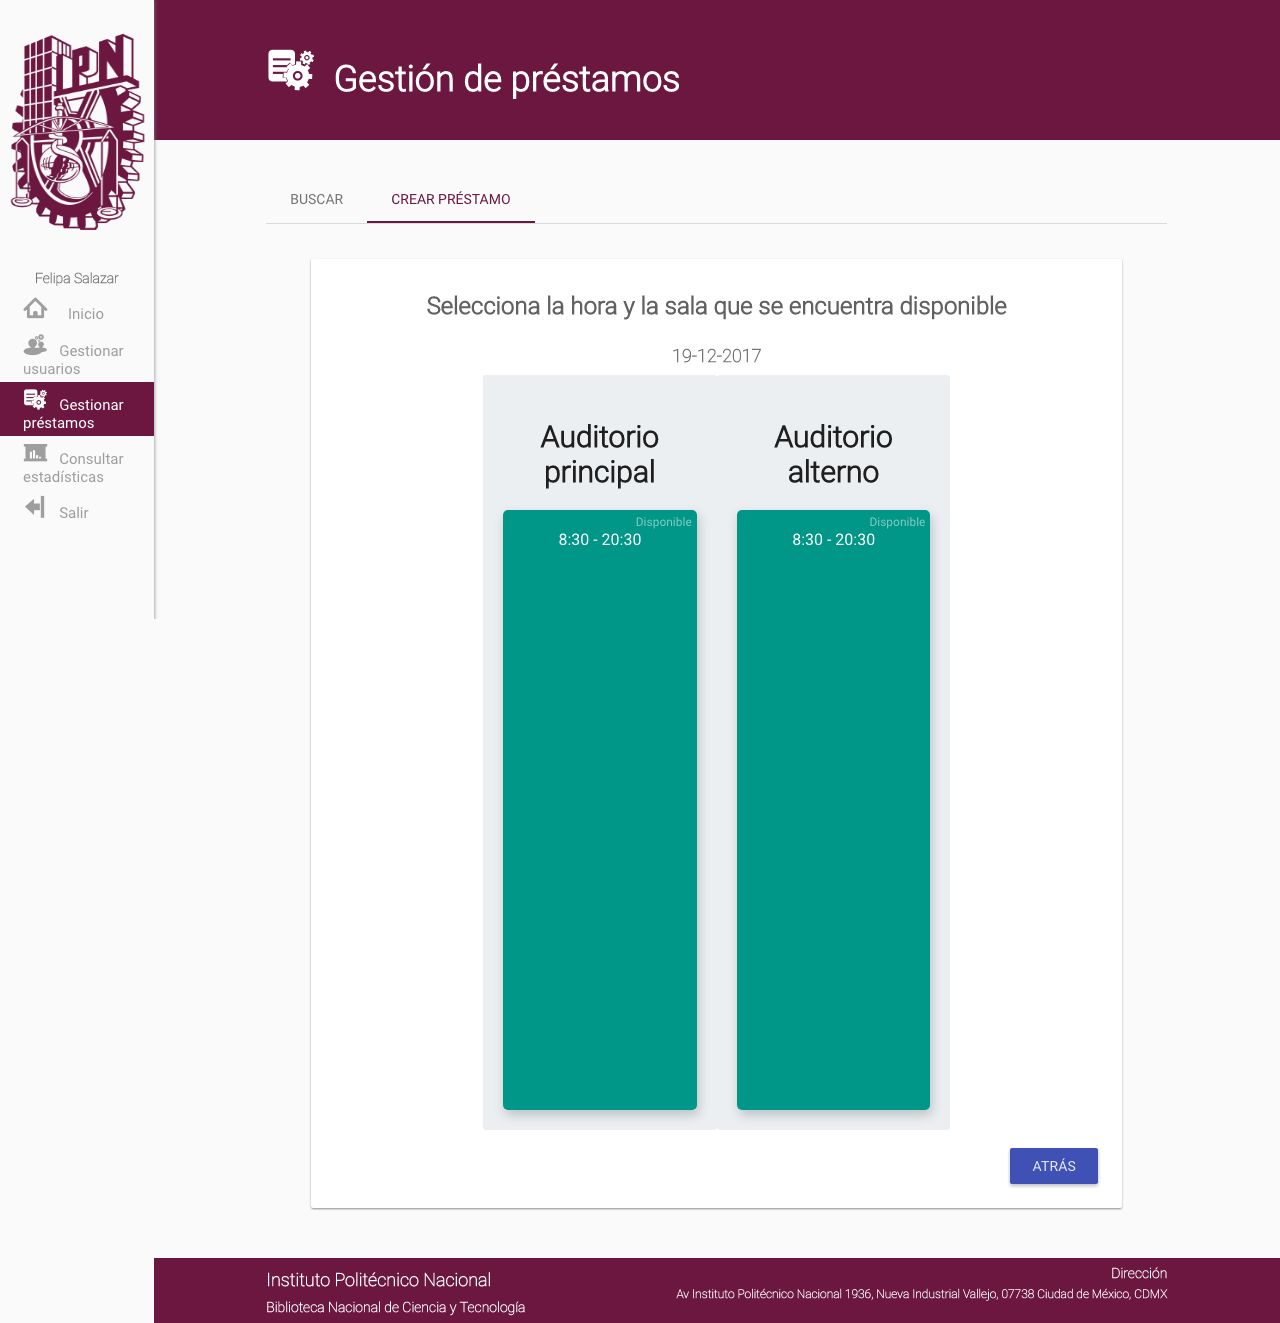 IPN
Gestión de préstamos
Felipa Salazar
Inicio
Gestionar
usuarios
Gestionar
préstamos
Consultar
estadísticas
Salir
BUSCAR
CREAR PRÉSTAMO
Selecciona la hora y la sala que se encuentra disponible
19-12-2017
Auditorio
principal
Disponible
8:30 - 20:30
Auditorio
alterno
Disponible
8:30 - 20:30
ATRÁS
Instituto Politécnico Nacional
Biblioteca Nacional de Ciencia y Tecnología
Dirección
Av Instituto Politécnico Nacional 1936, Nueva Industrial Vallejo, 07738 Ciudad de México, CDMX